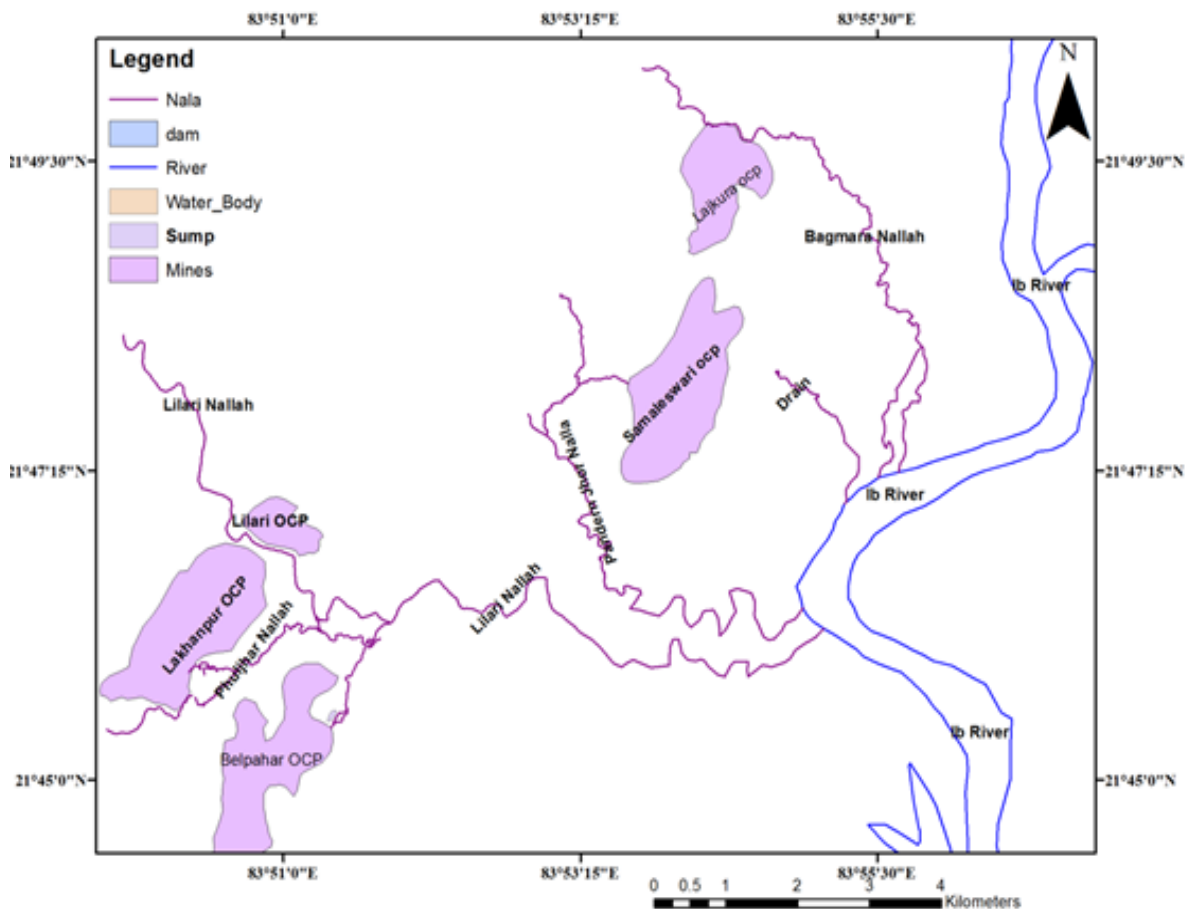 83°51'0"E 83°53'15"E 83°55'30"E
Legend
Nala
dam
River
Water_Body
Sump
Mines
N
21°49'30"N 21°49'30"N
Lajkura ocp
Bagmara Nallah
Ib River
Samaleswari ocp
Drain
Lilari Nallah
21°47'15"N 21°47'15"N
Ib River
Lilari OCP
Lilari Nallah
Lakhanpur OCP
Phuljhar Nallah
Ib River
Belpahar OCP
21°45'0"N 21°45'0"N
83°51'0"E 83°53'15"E 83°55'30"E
0 0.5 1 2 3 4
Kilometers